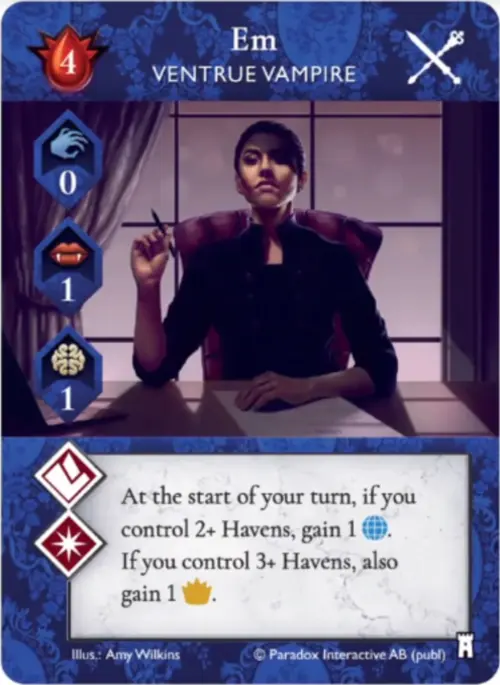 Em
4
VENTRUE VAMPIRE
0
1
1
At the start of your turn, if you
control 2+ Havens, gain 1 .
If you control 3+ Havens, also
gain 1 .
Illus.: Amy Wilkins
© Paradox Interactive AB (publ)